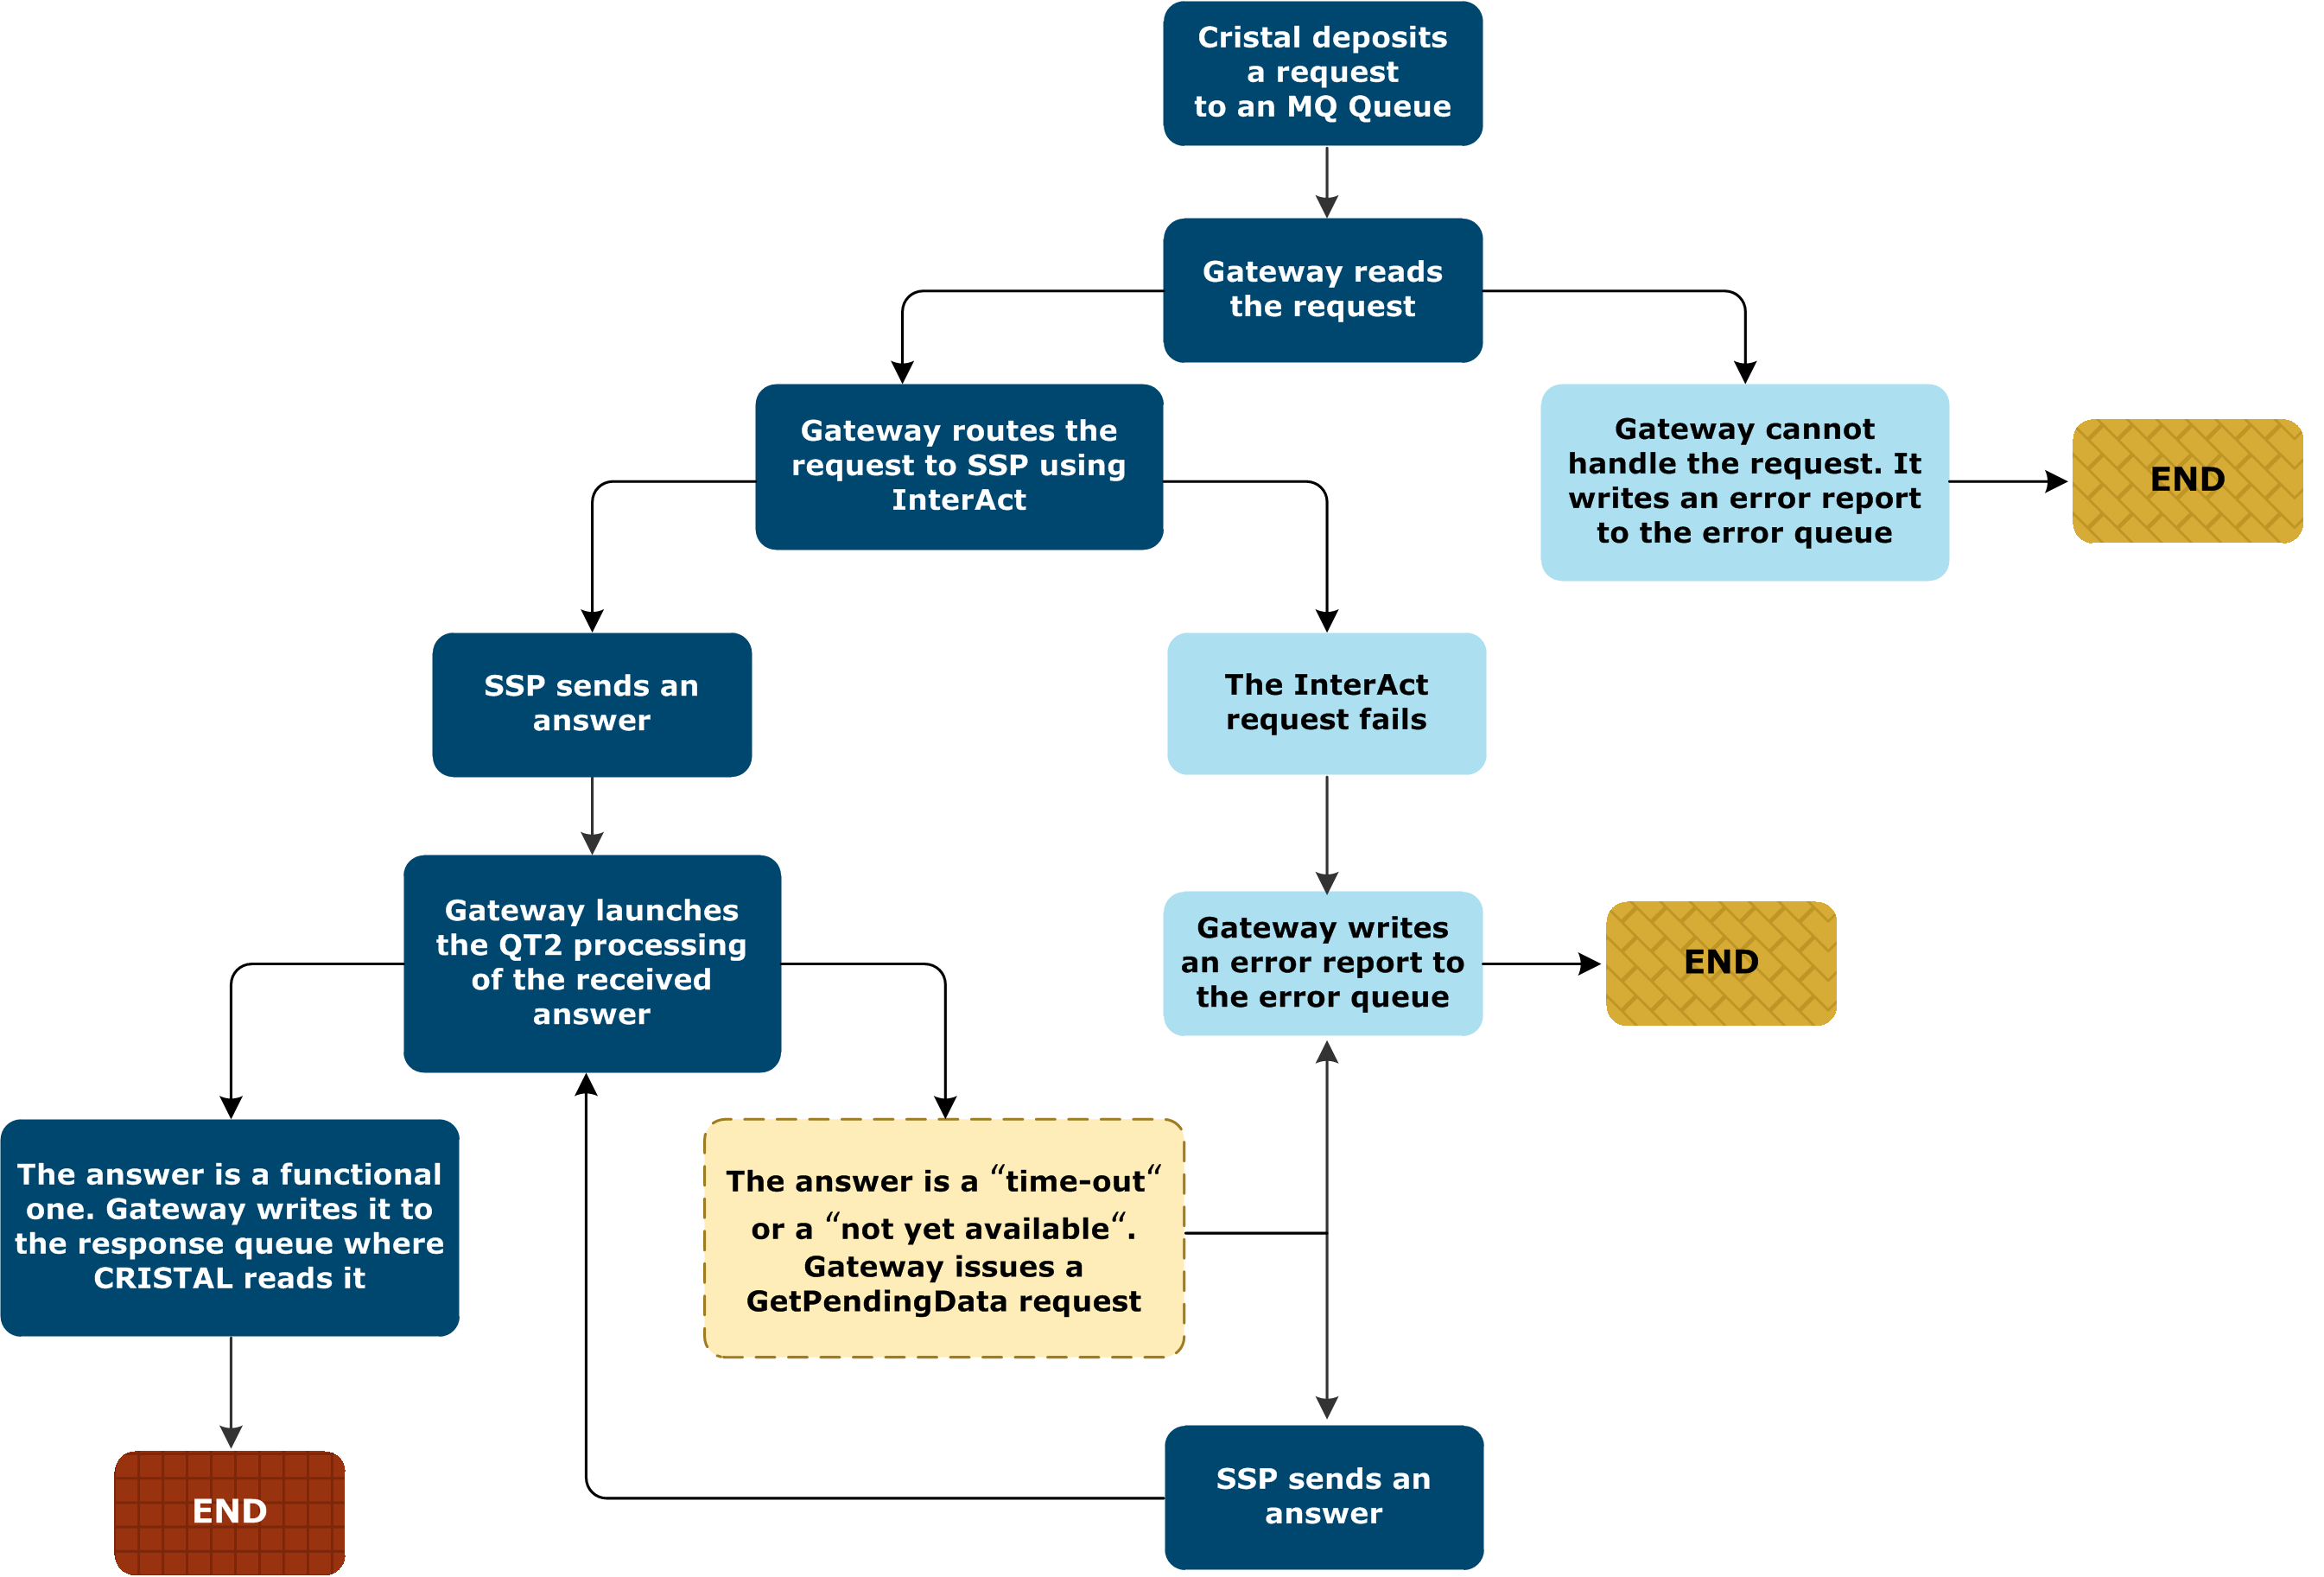 Cristal deposits
a request
to an MQ Queue
Gateway reads
the request
Gateway routes the
request to SSP using
InterAct
Gateway cannot
handle the request. It
writes an error report
to the error queue
END
SSP sends an
answer
The InterAct
request fails
Gateway launches
the QT2 processing
of the received
answer
Gateway writes
an error report to
the error queue
END
The answer is a functional
one. Gateway writes it to
the response queue where
CRISTAL reads it
The answer is a “time-out“
or a “not yet available“.
Gateway issues a
GetPendingData request
END
SSP sends an
answer